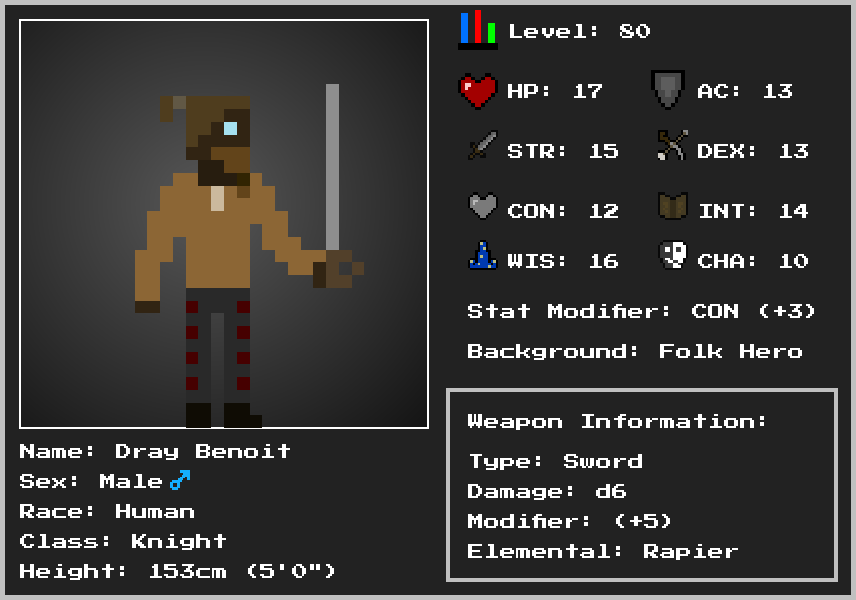 Level: 80
HP: 17 AC: 13
STR: 15 DEX: 13
CON: 12 INT: 14
WIS: 16 CHA: 10
Stat Modifier: CON (+3)
Background: Folk Hero
Weapon Information:
Type: Sword
Damage: d6
Modifier: (+5)
Elemental: Rapier
Name: Dray Benoit
Sex: Male♂
Race: Human
Class: Knight
Height: 153cm (5'0")